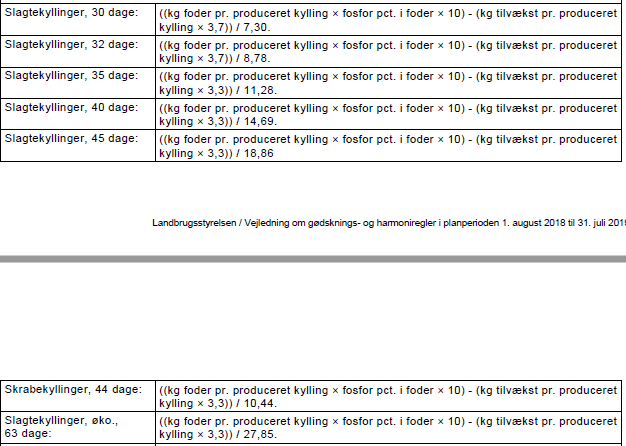 Slagtekyllinger, 30 dage: ((kg foder pr. produceret kylling × fosfor pct. i foder × 10) - (kg tilvækst pr. produceret
kylling × 3,7)) / 7,30.
Slagtekyllinger, 32 dage: ((kg foder pr. produceret kylling × fosfor pct. i foder × 10) - (kg tilvækst pr. produceret
kylling × 3,7)) / 8,78.
Slagtekyllinger, 35 dage: ((kg foder pr. produceret kylling × fosfor pct. i foder × 10) - (kg tilvækst pr. produceret
kylling × 3,3)) / 11,28.
Slagtekyllinger, 40 dage: ((kg foder pr. produceret kylling × fosfor pct. i foder × 10) - (kg tilvækst pr. produceret
kylling × 3,3)) / 14,69.
Slagtekyllinger, 45 dage: ((kg foder pr. produceret kylling × fosfor pct. i foder × 10) - (kg tilvækst pr. produceret
kylling × 3,3)) / 18,86
Landbrugsstyrelsen / Vejledning om gødsknings- og harmoniregler i planperioden 1. august 2018 til 31. juli 2019
Skrabekyllinger, 44 dage: ((kg foder pr. produceret kylling × fosfor pct. i foder × 10) - (kg tilvækst pr. produceret
kylling × 3,3)) / 10,44.
Slagtekyllinger, øko., ((kg foder pr. produceret kylling × fosfor pct. i foder × 10) - (kg tilvækst pr. produceret
63 dage: kylling × 3,3)) / 27,85.